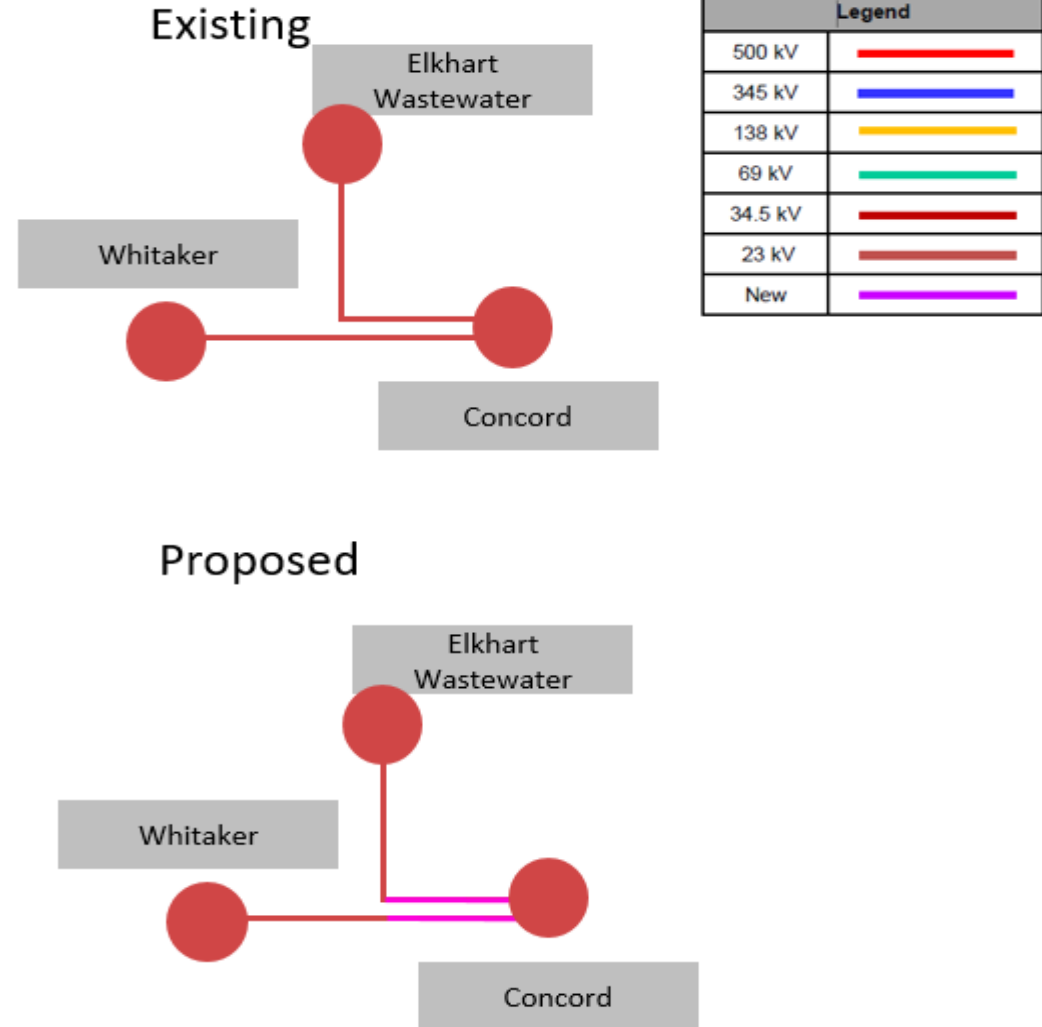 Existing
Elkhart
Wastewater
Whitaker
Concord
Legend
500 kV
345 kV
138 kV
69 kV
34.5 kV
23 kV
New
Proposed
Elkhart
Wastewater
Whitaker
Concord